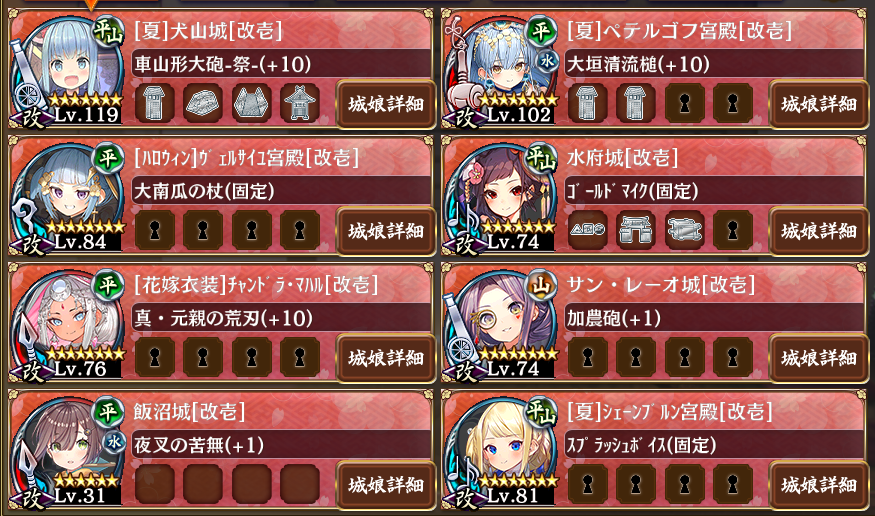 平山
[夏]犬山城[改壱]
車山形大砲-祭-(+10)
改
Lv.119
城娘詳細
平
水
[夏]ペテルゴフ宮殿[改壱]
大垣清流槌(+10)
改
Lv.102
城娘詳細
平
[ﾊﾛｳｨﾝ]ｳﾞｪﾙｻｲﾕ宮殿[改壱]
大南瓜の杖(固定)
改
Lv.84
城娘詳細
平山
水府城[改壱]
ｺﾞｰﾙﾄﾞﾏｲｸ(固定)
改
Lv.74
城娘詳細
平
[花嫁衣装]ﾁｬﾝﾄﾞﾗ･ﾏﾊﾙ[改壱]
真・元親の荒刃(+10)
改
Lv.76
城娘詳細
山
サン・レーオ城[改壱]
加農砲(+1)
改
Lv.74
城娘詳細
平
水
飯沼城[改壱]
夜叉の苦無(+1)
改
Lv.31
城娘詳細
平山
[夏]ｼｪｰﾝﾌﾞﾙﾝ宮殿[改壱]
ｽﾌﾟﾗｯｼｭﾎﾞｲｽ(固定)
改
Lv.81
城娘詳細